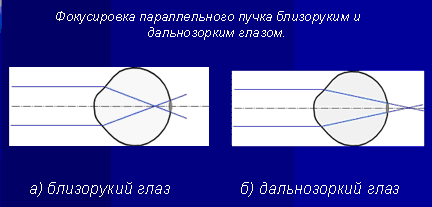 Фокусировка параллельного пучка близоруким и
дальнозорким глазом.
а) близорукий глаз
б) дальнозоркий глаз